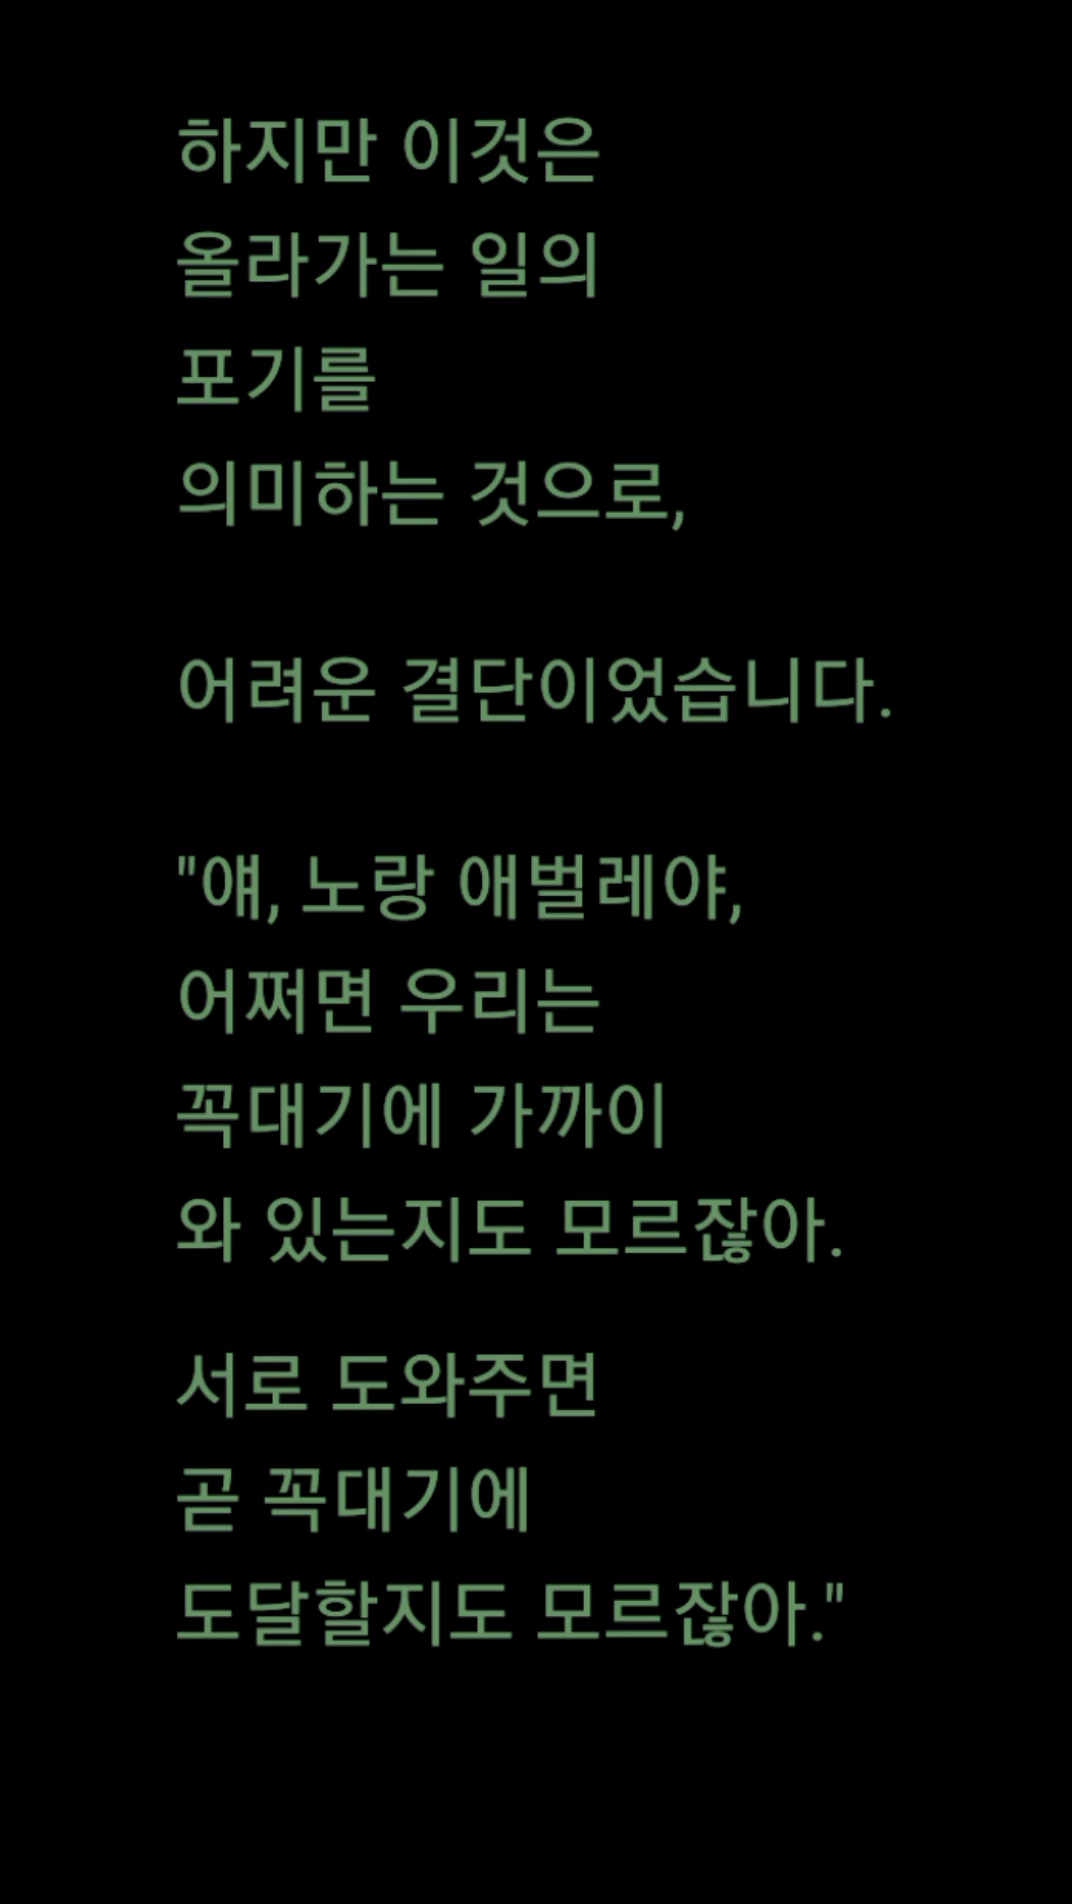 하지만 이것은
올라가는 일의
포기를
의미하는 것으로,
어려운 결단이었습니다.
"얘, 노랑 애벌레야,
어쩌면 우리는
꼭대기에 가까이
와 있는지도 모르잖아.
서로 도와주면
곧 꼭대기에
도달할지도 모르잖아."